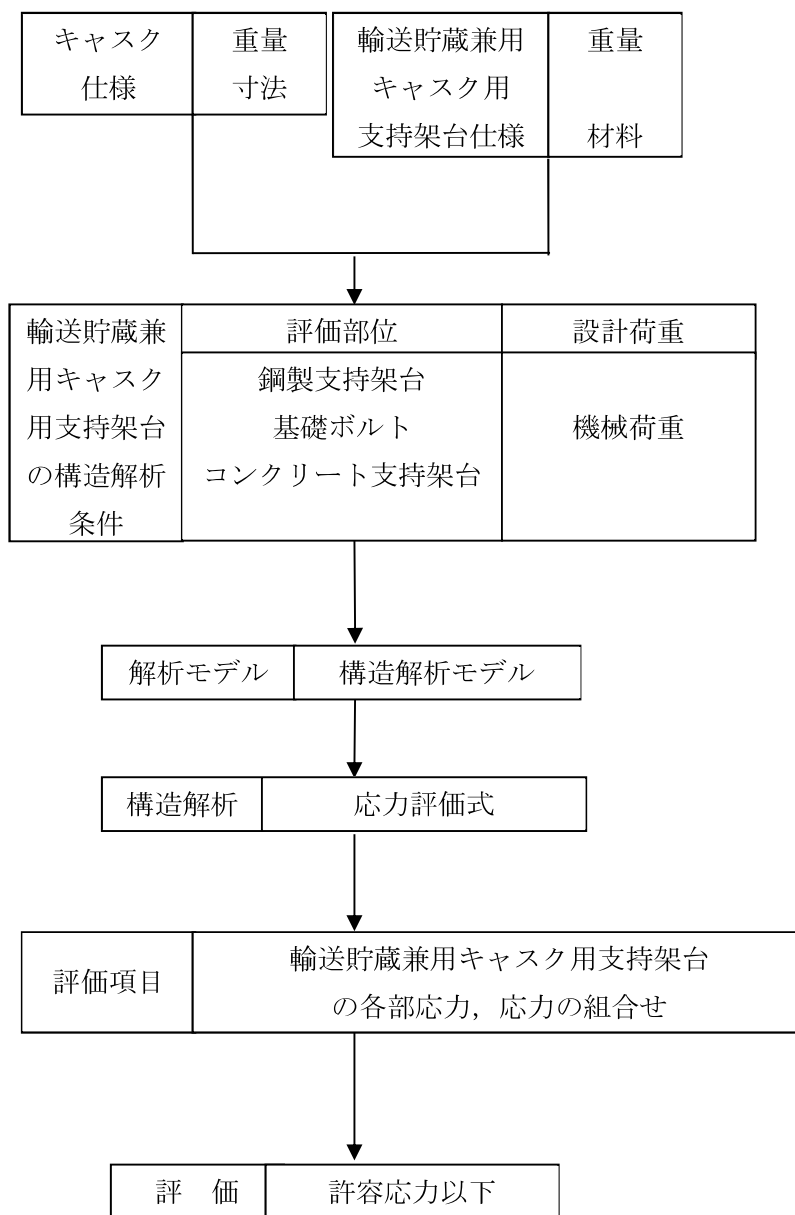 キャスク
仕様
重量
寸法
輸送貯蔵兼用
キャスク用
支持架台仕様
重量
材料
輸送貯蔵兼
用キャスク
用支持架台
の構造解析
条件
評価部位
鋼製支持架台
基礎ボルト
コンクリート支持架台
設計荷重
機械荷重
解析モデル
構造解析モデル
構造解析
応力評価式
評価項目
輸送貯蔵兼用キャスク用支持架台
の各部応力，応力の組合せ
評　価
許容応力以下